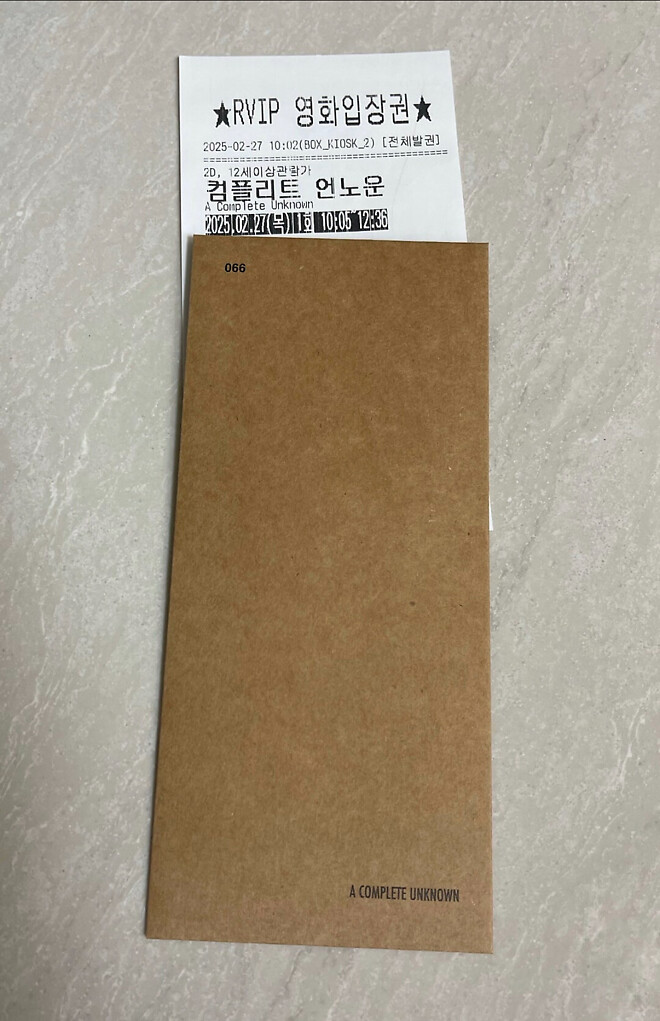 ★RVIP 영화입장권★
2025-02-27 10:02(BOX_KIOSK_2) [전체발권]
2D, 12세이상관람가
컴플리트 언노운
A Complete Unknown
2025.02.27(목) 1회 10:05 12:36
066
A COMPLETE UNKNOWN